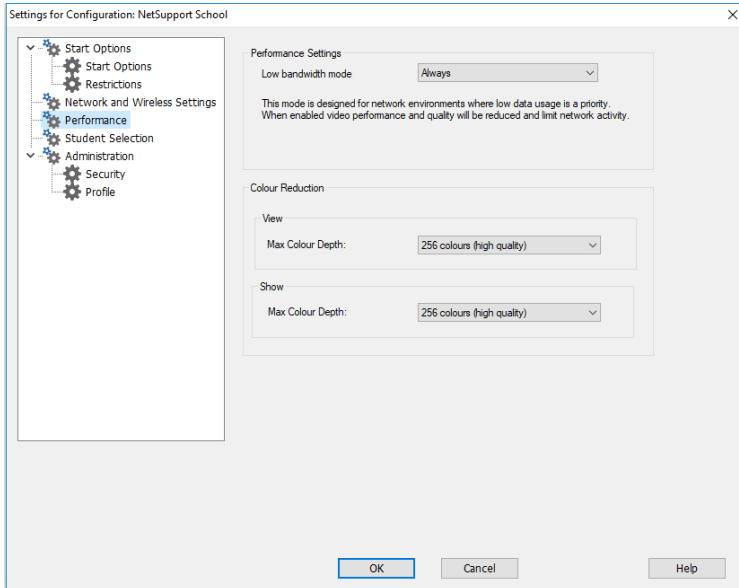 Settings for Configuration: NetSupport School
Start Options
Start Options
Restrictions
Network and Wireless Settings
Performance
Student Selection
Administration
Security
Profile
Performance Settings
Low bandwidth mode
Always
This mode is designed for network environments where low data usage is a priority.
When enabled video performance and quality will be reduced and limit network activity.
Colour Reduction
View
Max Colour Depth:
256 colours (high quality)
Show
Max Colour Depth:
256 colours (high quality)
OK
Cancel
Help